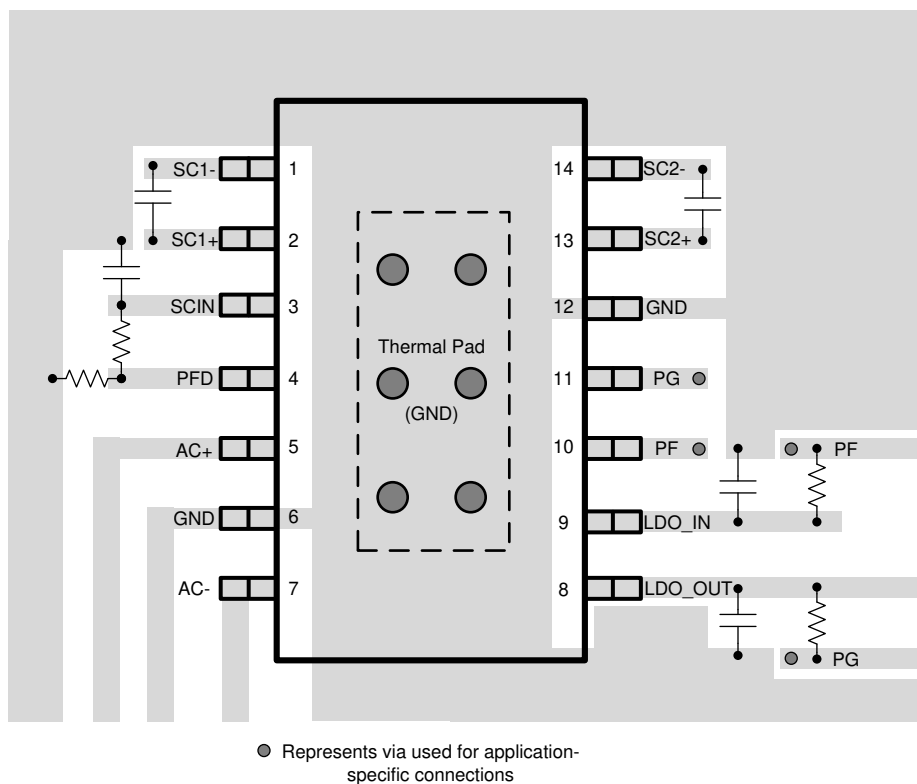 SC1-
1
14
SC2-
SC1+
2
13
SC2+
SCIN
3
12
GND
Thermal Pad
(GND)
PFD
4
11
PG
AC+
5
10
PF
PF
GND
6
9
LDO_IN
AC-
7
8
LDO_OUT
PG
Represents via used for application-
specific connections